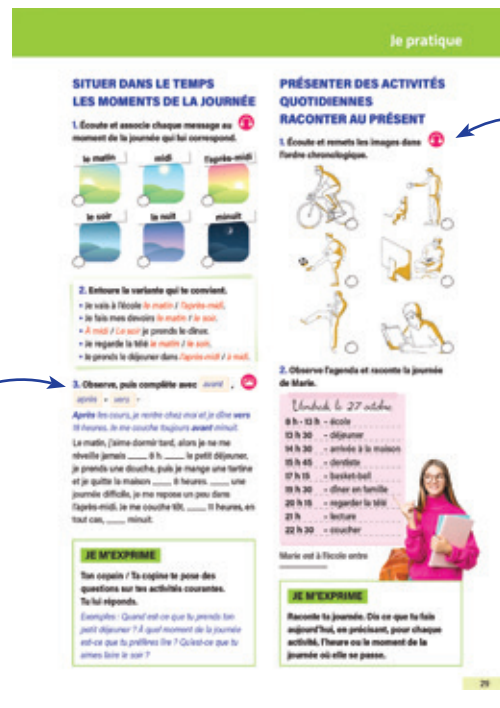 Je pratique
SITUER DANS LE TEMPS
LES MOMENTS DE LA JOURNÉE
1. Écoute et associe chaque message au
moment de la journée qui lui correspond.
le matin midi l'après-midi
le soir la nuit minuit
2. Entoure la variante qui te convient.
• Je vais à l'école le matin / l'après-midi.
• Je fais mes devoirs le matin / le soir.
• À midi / Le soir je prends le dîner.
• Je regarde la télé le matin / le soir.
• Je prends le déjeuner dans l'après-midi / à midi.
3. Observe, puis complète avec avant ,
après • vers •
Après les cours, je rentre chez moi et je dîne vers
18 heures. Je me couche toujours avant minuit.
Le matin, j'aime dormir tard, alors je ne me
réveille jamais _____ 8 h. _____ le petit déjeuner,
je prends une douche, puis je mange une tartine
et je quitte la maison _____ 8 heures. _____ une
journée difficile, je me repose un peu dans
l'après-midi. Je me couche tôt, _____ 11 heures, en
tout cas, _____ minuit.
JE M'EXPRIME
Ton copain / Ta copine te pose des
questions sur tes activités courantes.
Tu lui réponds.
Exemples : Quand est-ce que tu prends ton
petit déjeuner ? À quel moment de la journée
est-ce que tu préfères lire ? Qu'est-ce que tu
aimes faire le soir ?
PRÉSENTER DES ACTIVITÉS
QUOTIDIENNES
RACONTER AU PRÉSENT
1. Écoute et remets les images dans
l'ordre chronologique.
2. Observe l'agenda et raconte la journée
de Marie.
Vendredi, le 27 octobre
8 h - 13 h - école
13 h 30 - déjeuner
14 h 30 - arrivée à la maison
15 h 45 - dentiste
17 h 15 - basket-ball
19 h 30 - dîner en famille
20 h 15 - regarder la télé
21 h - lecture
22 h 30 - coucher
Marie est à l'école entre
_____
JE M'EXPRIME
Raconte ta journée. Dis ce que tu fais
aujourd'hui, en précisant, pour chaque
activité, l'heure ou le moment de la
journée où elle se passe.
29